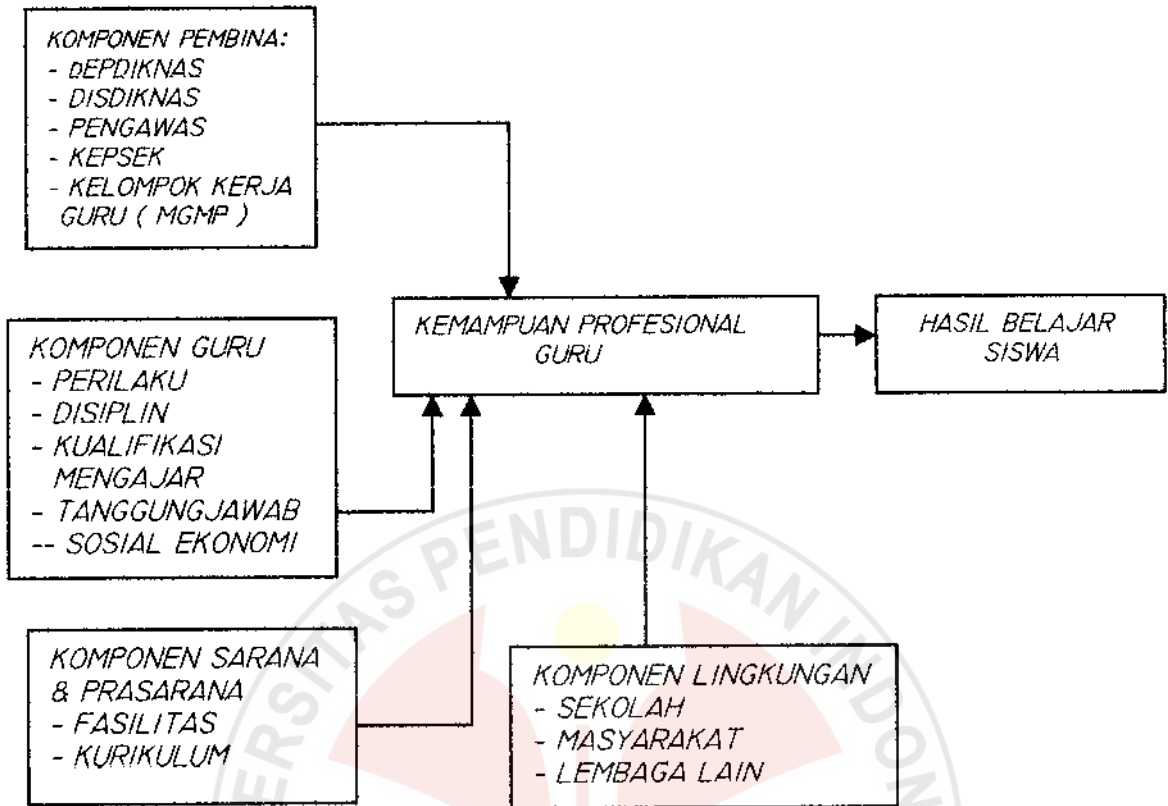 KOMPONEN PEMBINA:
- DEPDIKNAS
- DISDIKNAS
- PENGAWAS
- KEPSEK
- KELOMPOK KERJA
GURU ( MGMP )
KEMAMPUAN PROFESIONAL
GURU
HASIL BELAJAR
SISWA
KOMPONEN GURU
- PERILAKU
- DISIPLIN
- KUALIFIKASI
MENGAJAR
- TANGGUNGJAWAB
-- SOSIAL EKONOMI
KOMPONEN SARANA
& PRASARANA
- FASILITAS
- KURIKULUM
KOMPONEN LINGKUNGAN
- SEKOLAH
- MASYARAKAT
- LEMBAGA LAIN
PENDIDIKAN